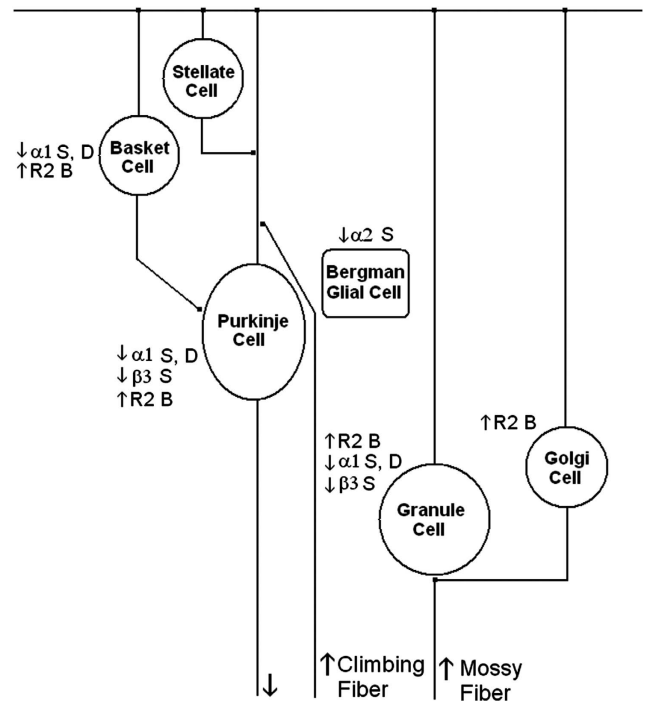 Stellate
Cell
Basket
Cell
↓α1 S, D
↑R2 B
↓α2 S
Bergman
Glial Cell
Purkinje
Cell
↓α1 S, D
↓β3 S
↑R2 B
↑R2 B
↓α1 S, D
↓β3 S
Granule
Cell
↑R2 B
Golgi
Cell
↓
↑Climbing
Fiber
↑Mossy
Fiber